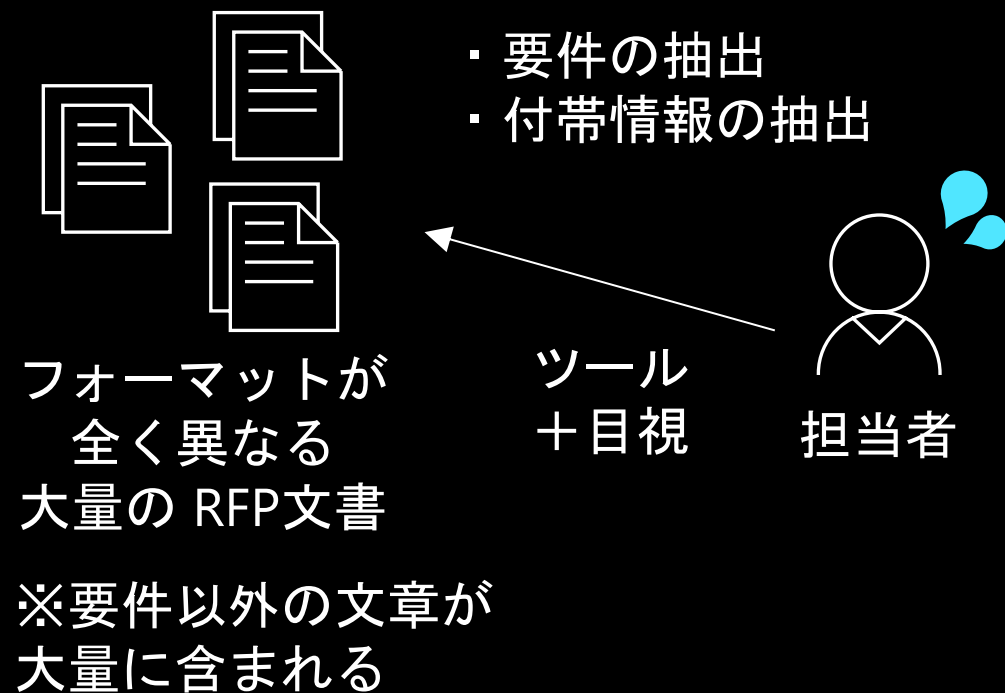 ・要件の抽出
・付帯情報の抽出
フォーマットが
全く異なる
大量の RFP文書
ツール
＋目視
担当者
※要件以外の文章が
大量に含まれる